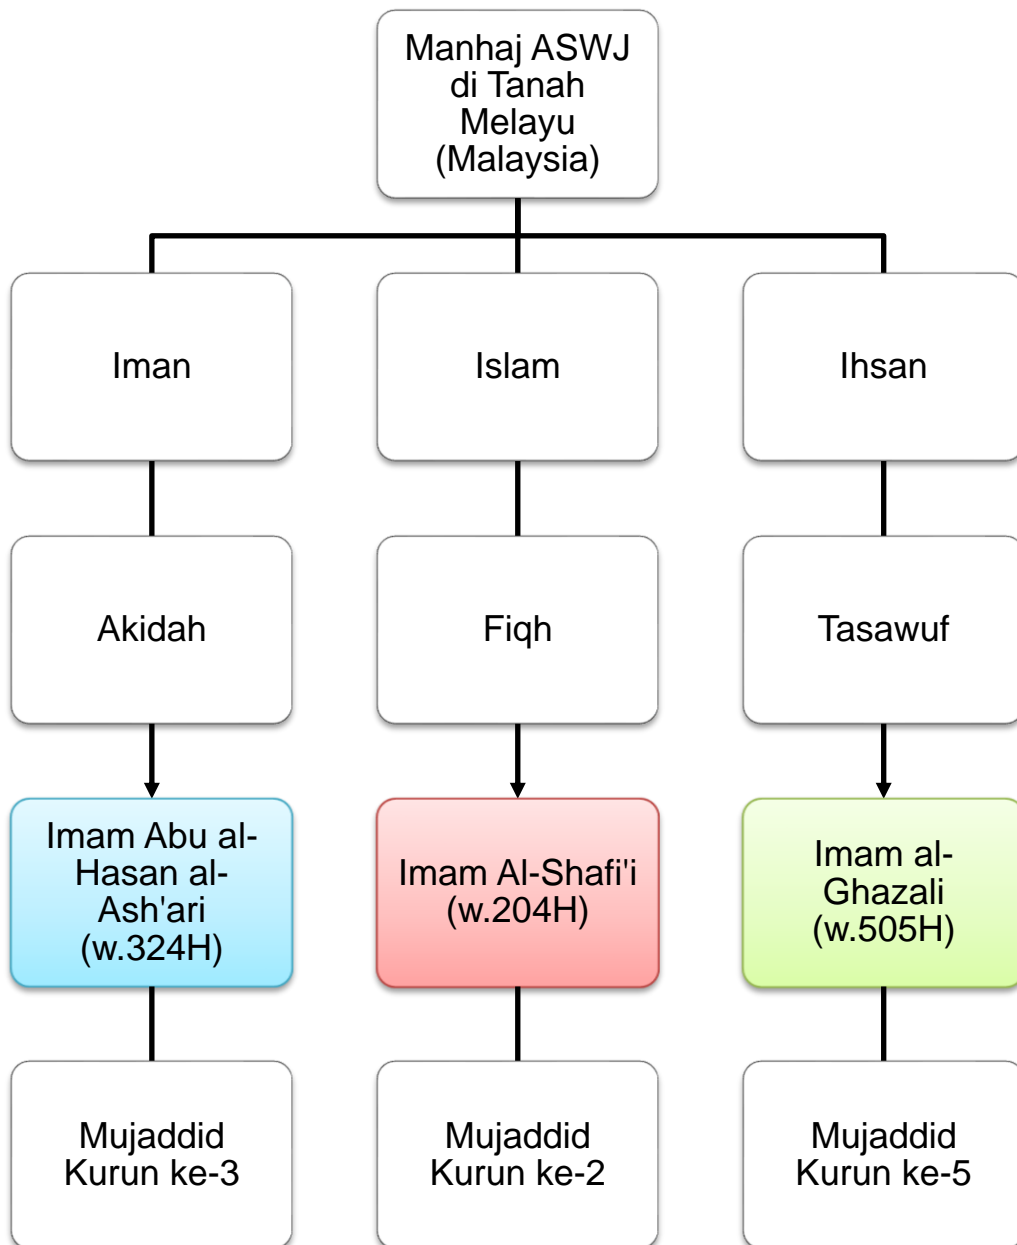 Manhaj ASWJ
di Tanah
Melayu
(Malaysia)
Iman
Islam
Ihsan
Akidah
Fiqh
Tasawuf
Imam Abu al-
Hasan al-
Ash'ari
(w.324H)
Imam Al-Shafi'i
(w.204H)
Imam al-
Ghazali
(w.505H)
Mujaddid
Kurun ke-3
Mujaddid
Kurun ke-2
Mujaddid
Kurun ke-5